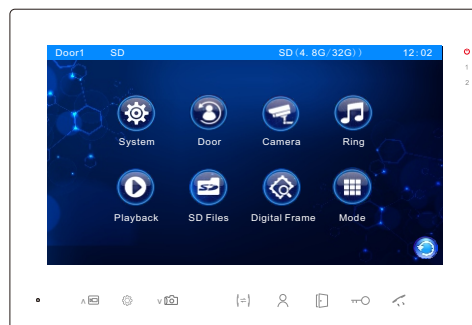 Door1 SD SD(4. 8G/32G)) 12:02
System Door Camera Ring
Playback SD Files Digital Frame Mode
1
2